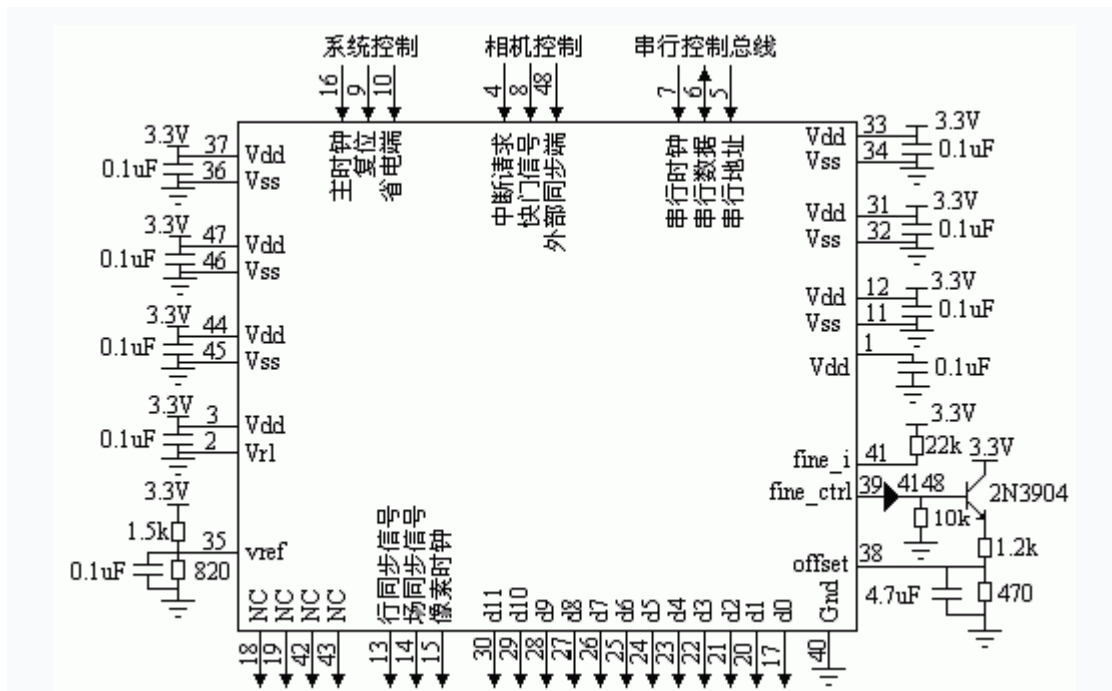 系统控制 相机控制 串行控制总线
16 9 10 4 8 48 7 6 5
主时钟 复位 省电端 中断请求 快门信号 外部同步端 串行时钟 串行数据 串行地址
3.3V 37 Vdd
0.1uF 36 Vss
3.3V 47 Vdd
0.1uF 46 Vss
3.3V 44 Vdd
0.1uF 45 Vss
3.3V 3 Vdd
0.1uF 2 Vrl
3.3V
1.5k 35 vref
0.1uF 820
Vdd 33 3.3V
Vss 34 0.1uF
Vdd 31 3.3V
Vss 32 0.1uF
Vdd 12 3.3V
Vss 11 0.1uF
Vdd 1 0.1uF
3.3V
fine_i 41 22k 3.3V
fine_ctrl 39 4148 2N3904
10k
offset 38 1.2k
4.7uF 470
NC NC NC NC 行同步信号 场同步信号 像素时钟 d11 d10 d9 d8 d7 d6 d5 d4 d3 d2 d1 d0 Gnd
18 19 42 43 13 14 15 30 29 28 27 26 25 24 23 22 21 20 17 40